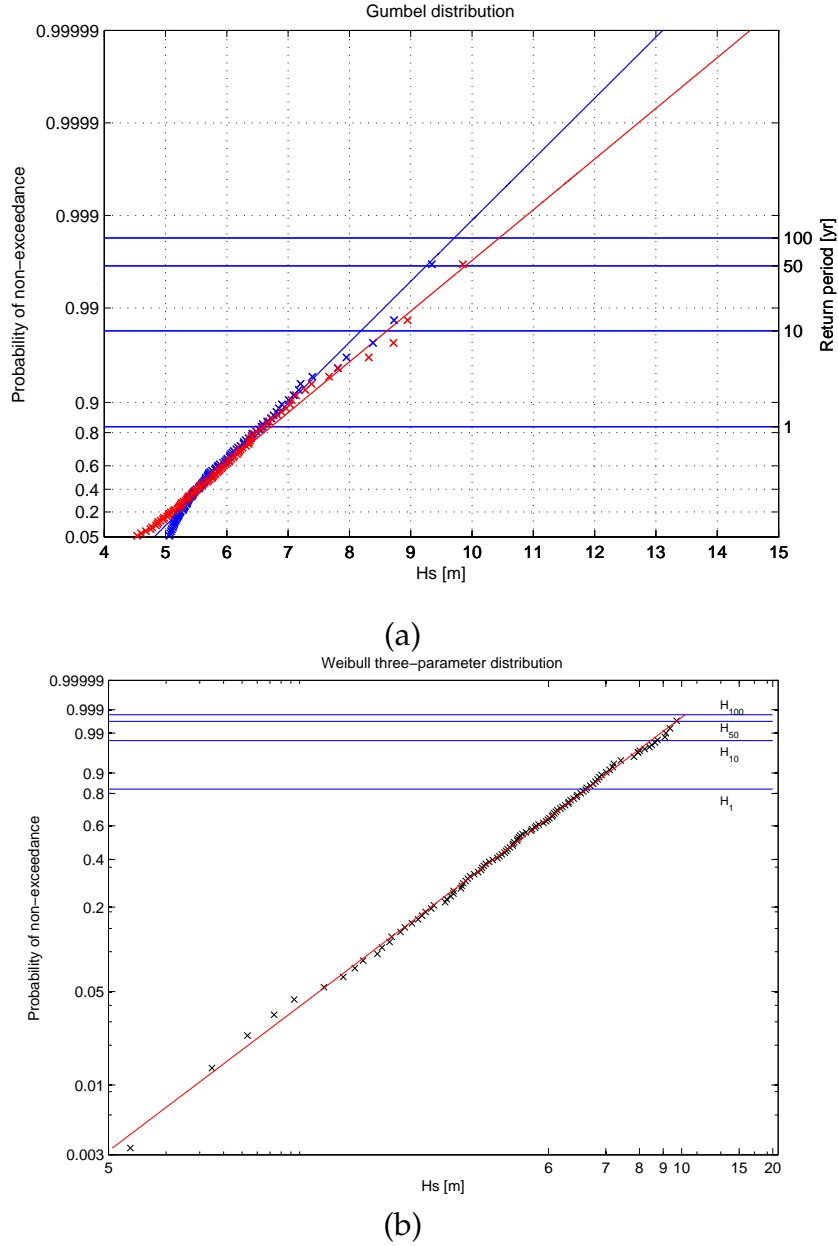 Gumbel distribution
0.99999
0.9999
0.999
0.99
0.9
0.8
0.6
0.4
0.2
0.05
Probability of non−exceedance
100
50
10
1
Return period [yr]
4 5 6 7 8 9 10 11 12 13 14 15
Hs [m]
(a)
Weibull three−parameter distribution
0.99999
0.999
0.99
0.9
0.8
0.6
0.4
0.2
0.05
0.01
0.003
Probability of non−exceedance
H100
H50
H10
H1
5 6 7 8 9 10 15 20
Hs [m]
(b)